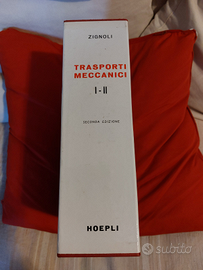 ZIGNOLI
TRASPORTI
MECCANICI
I-II
SECONDA EDIZIONE
HOEPLI
subito